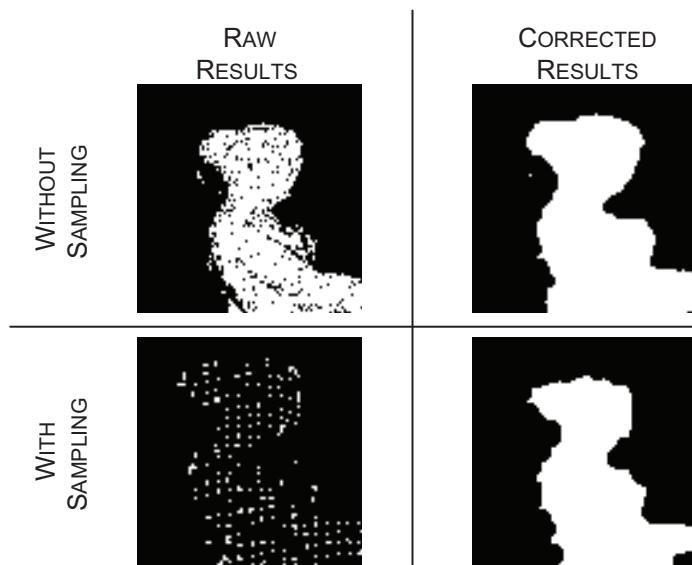 RAW
RESULTS
CORRECTED
RESULTS
WITHOUT
SAMPLING
WITH
SAMPLING